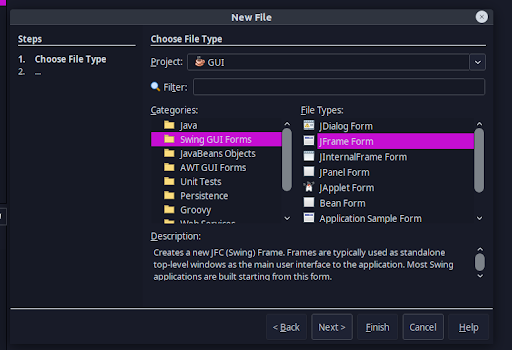 New File
Steps
1. Choose File Type
2. ...
Choose File Type
Project: GUI
Filter:
Categories:
Java
Swing GUI Forms
JavaBeans Objects
AWT GUI Forms
Unit Tests
Persistence
Groovy
Web Services
File Types:
JDialog Form
JFrame Form
JInternalFrame Form
JPanel Form
JApplet Form
Bean Form
Application Sample Form
Description:
Creates a new JFC (Swing) Frame. Frames are typically used as standalone
top-level windows as the main user interface to the application. Most Swing
applications are built starting from this form.
< Back
Next >
Finish
Cancel
Help